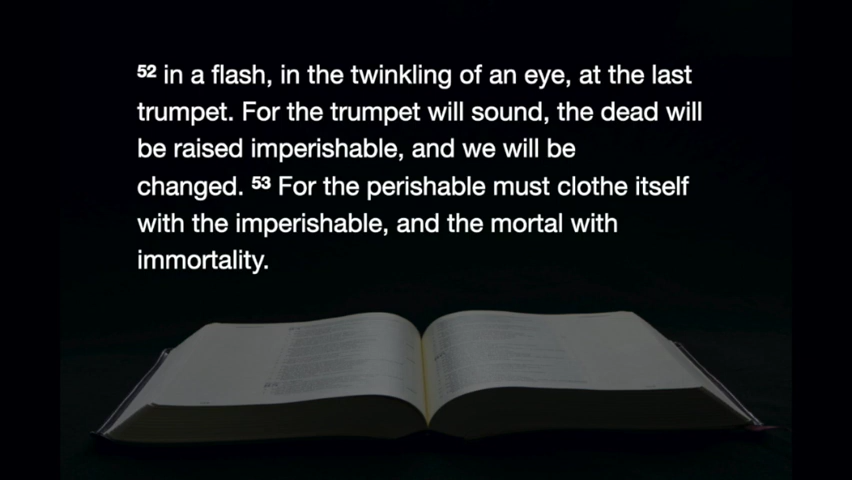 52 in a flash, in the twinkling of an eye, at the last
trumpet. For the trumpet will sound, the dead will
be raised imperishable, and we will be
changed. 53 For the perishable must clothe itself
with the imperishable, and the mortal with
immortality.